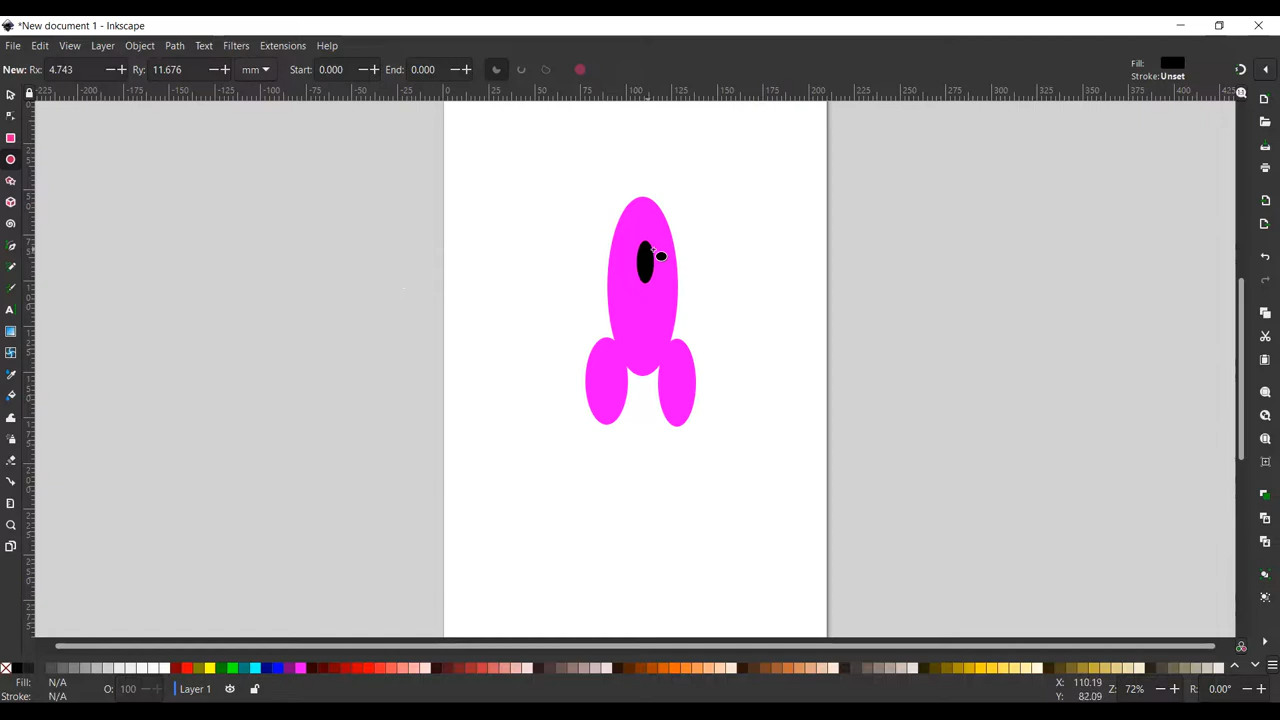 *New document 1 - Inkscape
File Edit View Layer Object Path Text Filters Extensions Help
New: Rx: 4.743 Ry: 11.676 mm Start: 0.000 End: 0.000 Fill:
Stroke: Unset
-225 -200 -175 -150 -125 -100 -75 -50 -25 0 25 50 75 100 125 150 175 200 225 250 275 300 325 350 375 400 425
Fill: N/A O: 100 Layer 1 X: 110.19 Z: 72% R: 0.00°
Stroke: N/A Y: 82.09